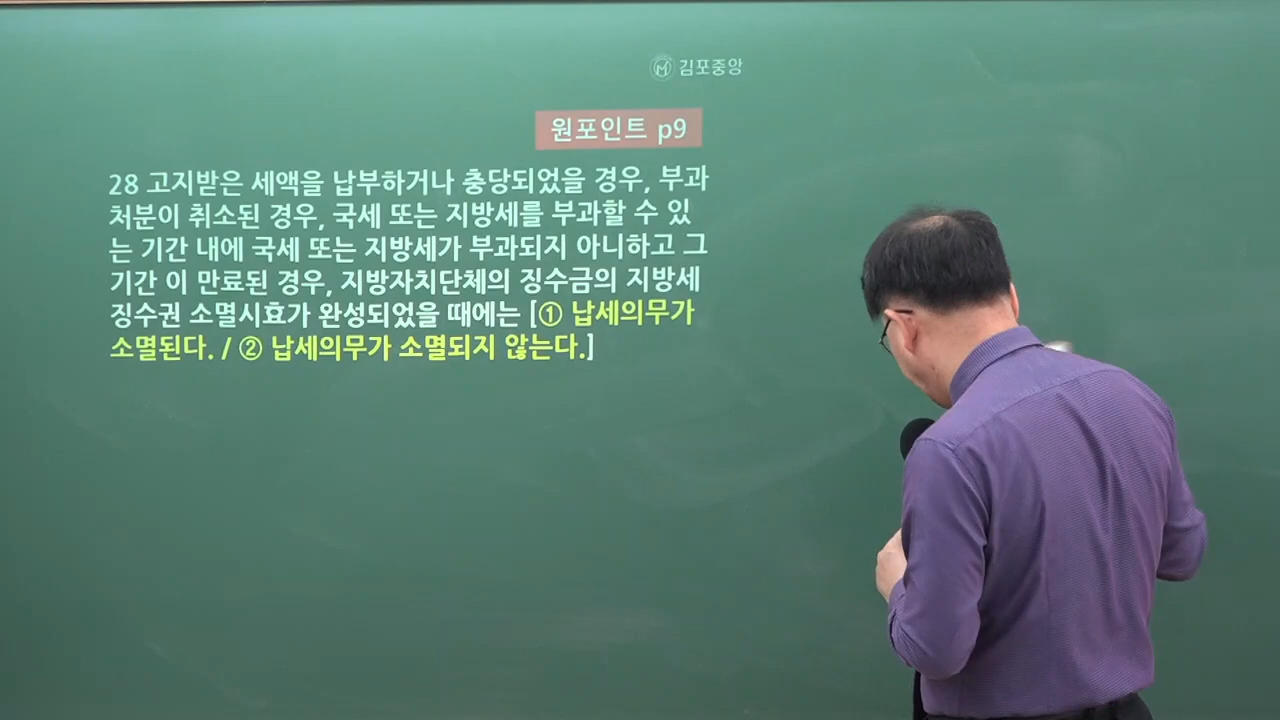 김포중앙
원포인트 p9
28 고지받은 세액을 납부하거나 충당되었을 경우, 부과
처분이 취소된 경우, 국세 또는 지방세를 부과할 수 있
는 기간 내에 국세 또는 지방세가 부과되지 아니하고 그
기간 이 만료된 경우, 지방자치단체의 징수금의 지방세
징수권 소멸시효가 완성되었을 때에는 [① 납세의무가
소멸된다. / ② 납세의무가 소멸되지 않는다.]